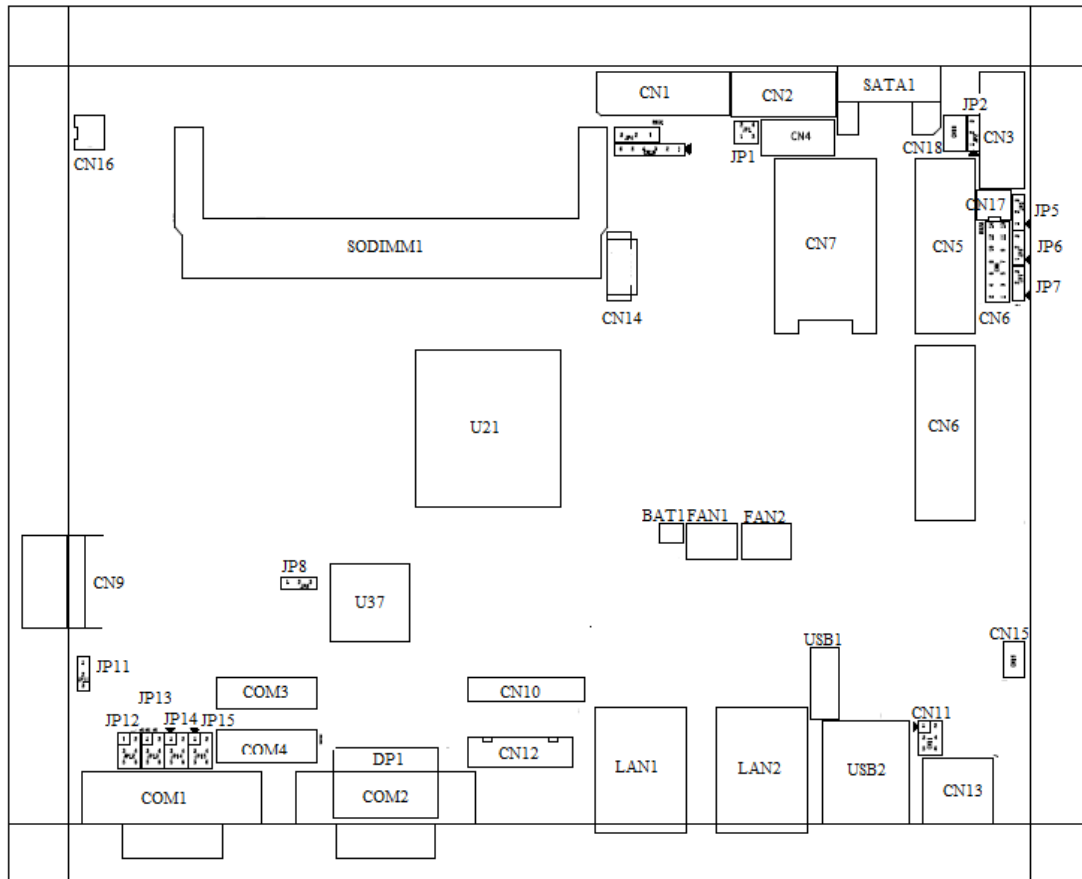 SATA1
CN1
CN2
JP2
CN4
CN3
CN18
CN16
JP1
CN17
JP5
SODIMM1
CN7
CN5
JP6
JP7
CN14
CN6
U21
CN6
BAT1
FAN1
FAN2
JP8
CN9
U37
CN15
USB1
JP11
COM3
CN10
JP13
JP12
JP14
JP15
CN11
COM4
CN12
DP1
LAN1
LAN2
USB2
COM1
COM2
CN13